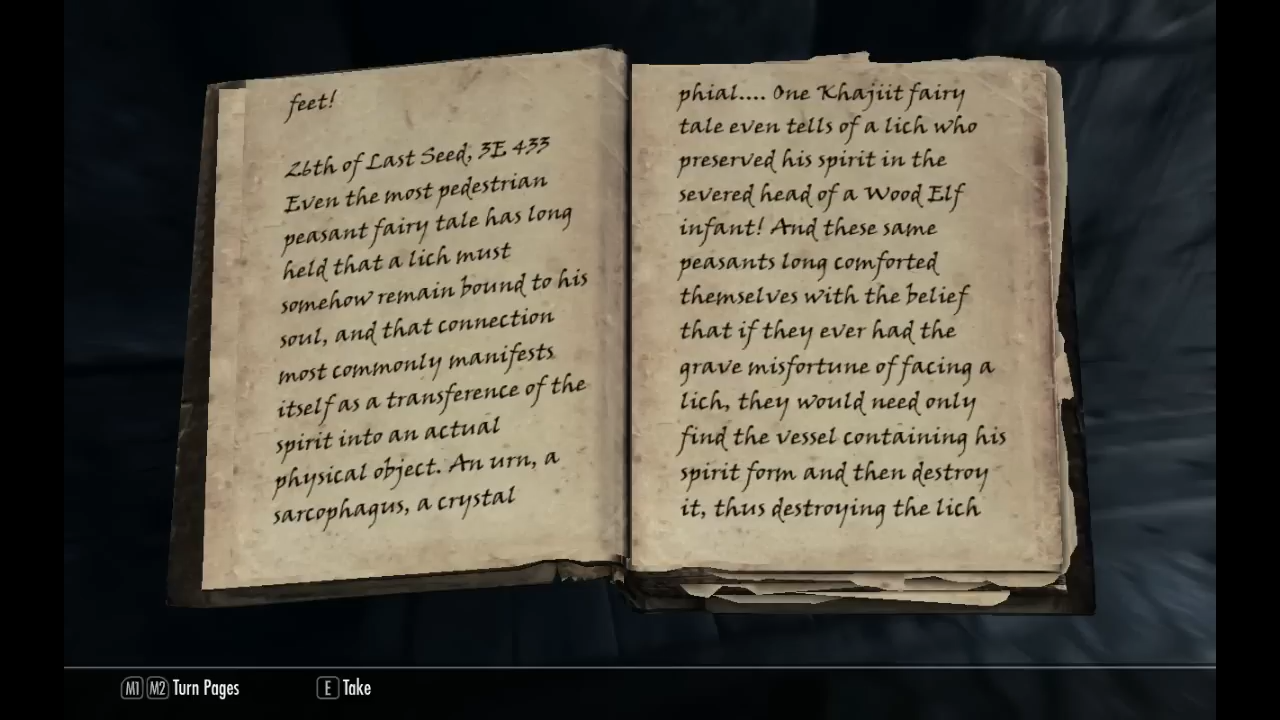 feet!
26th of Last Seed, 3E 433
Even the most pedestrian
peasant fairy tale has long
held that a lich must
somehow remain bound to his
soul, and that connection
most commonly manifests
itself as a transference of the
spirit into an actual
physical object. An urn, a
sarcophagus, a crystal
phial.... One Khajiit fairy
tale even tells of a lich who
preserved his spirit in the
severed head of a Wood Elf
infant! And these same
peasants long comforted
themselves with the belief
that if they ever had the
grave misfortune of facing a
lich, they would need only
find the vessel containing his
spirit form and then destroy
it, thus destroying the lich
M1 M2 Turn Pages
E Take